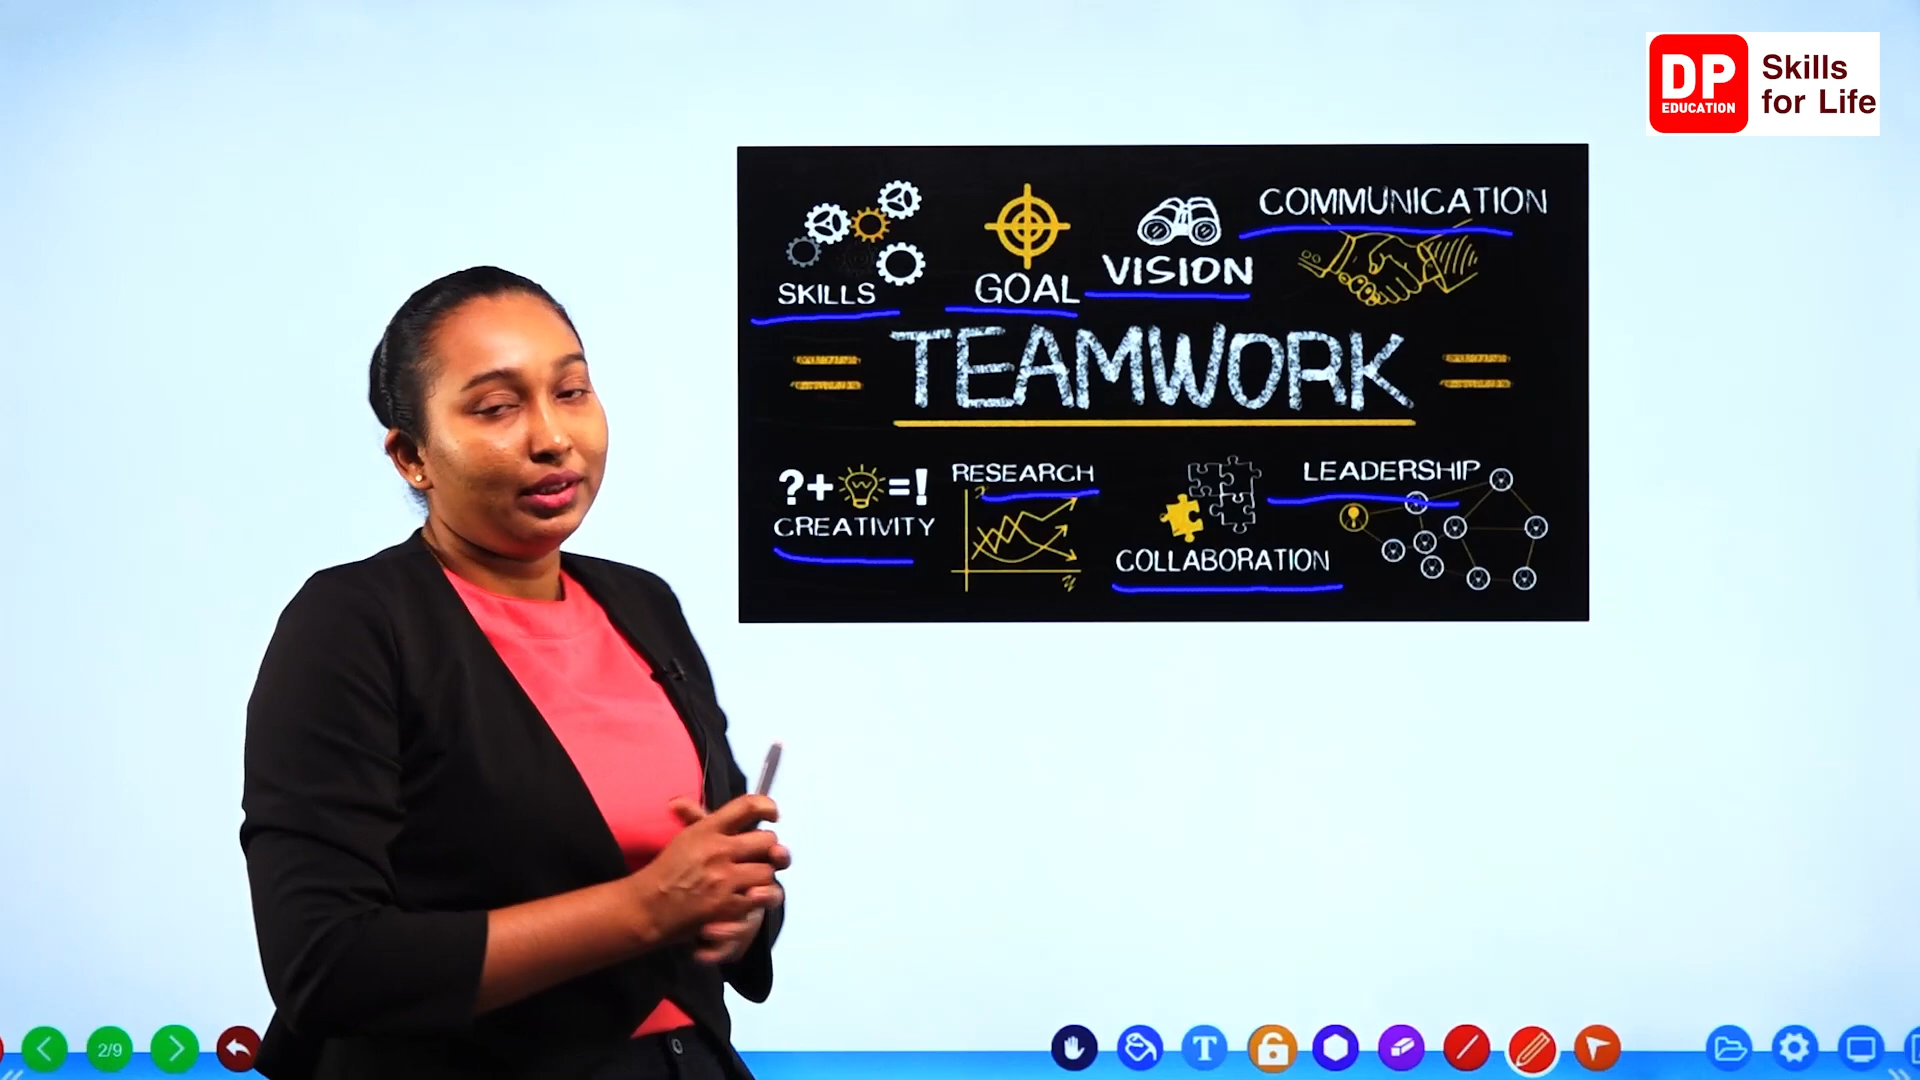 DP
EDUCATION
Skills
for Life
COMMUNICATION
SKILLS
GOAL
VISION
= TEAMWORK =
?+ =!
CREATIVITY
RESEARCH
x
y
COLLABORATION
LEADERSHIP
2/9
T